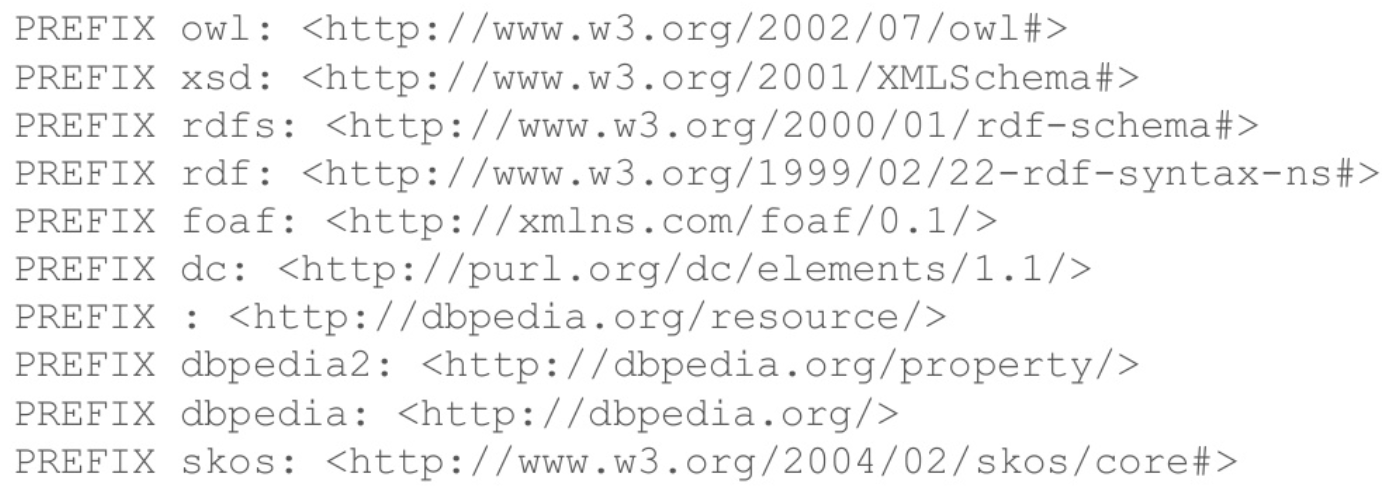 PREFIX owl: <http://www.w3.org/2002/07/owl#>
PREFIX xsd: <http://www.w3.org/2001/XMLSchema#>
PREFIX rdfs: <http://www.w3.org/2000/01/rdf-schema#>
PREFIX rdf: <http://www.w3.org/1999/02/22-rdf-syntax-ns#>
PREFIX foaf: <http://xmlns.com/foaf/0.1/>
PREFIX dc: <http://purl.org/dc/elements/1.1/>
PREFIX : <http://dbpedia.org/resource/>
PREFIX dbpedia2: <http://dbpedia.org/property/>
PREFIX dbpedia: <http://dbpedia.org/>
PREFIX skos: <http://www.w3.org/2004/02/skos/core#>